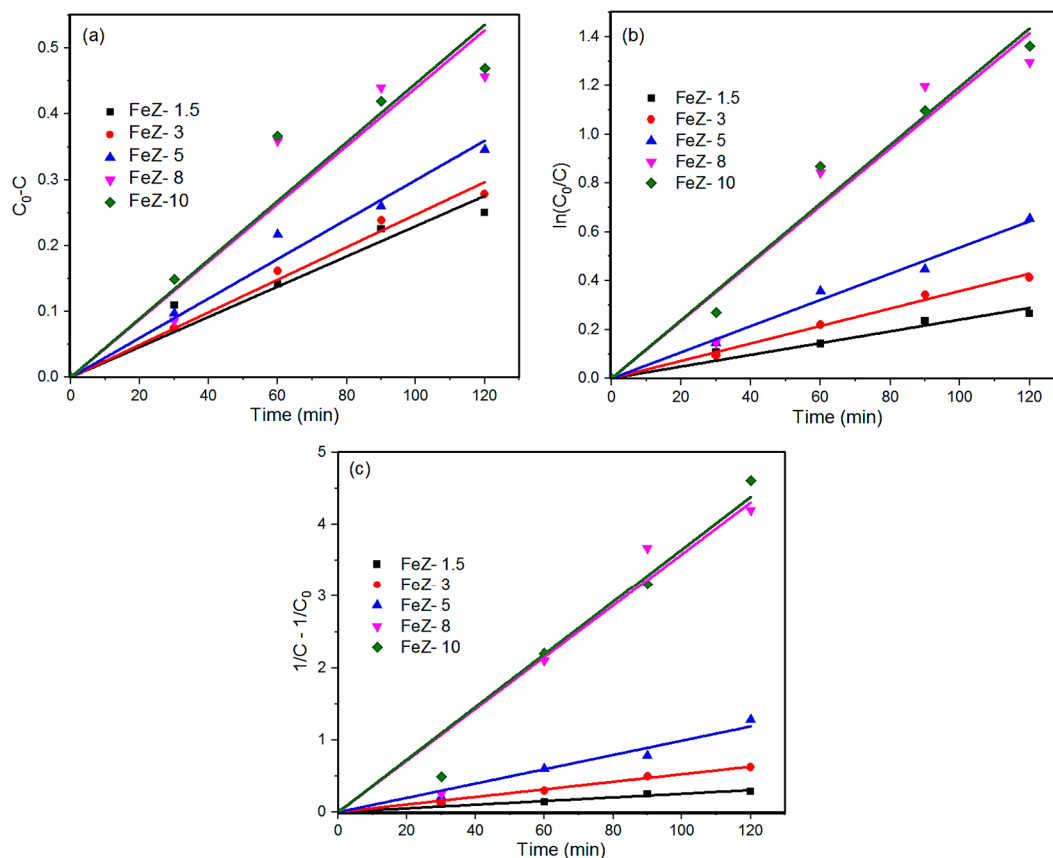 (a)
FeZ- 1.5
FeZ- 3
FeZ- 5
FeZ- 8
FeZ-10
C₀-C
0.5
0.4
0.3
0.2
0.1
0.0
0 20 40 60 80 100 120
Time (min)
(b)
FeZ- 1.5
FeZ- 3
FeZ- 5
FeZ- 8
FeZ- 10
ln(C₀/C)
1.4
1.2
1.0
0.8
0.6
0.4
0.2
0.0
0 20 40 60 80 100 120
Time (min)
(c)
FeZ- 1.5
FeZ- 3
FeZ- 5
FeZ- 8
FeZ- 10
1/C - 1/C₀
5
4
3
2
1
0
0 20 40 60 80 100 120
Time (min)